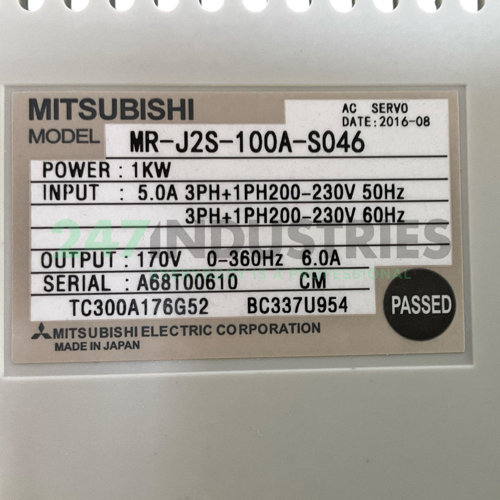 MITSUBISHI
AC SERVO
DATE:2016-08
MODEL MR-J2S-100A-S046
POWER : 1KW
INPUT : 5.0A 3PH+1PH200-230V 50Hz
3PH+1PH200-230V 60Hz
247INDUSTRIES
OUTPUT : 170V 0-360Hz 6.0A
SERIAL : A68T00610 CM
TC300A176G52 BC337U954
PASSED
MITSUBISHI ELECTRIC CORPORATION
MADE IN JAPAN